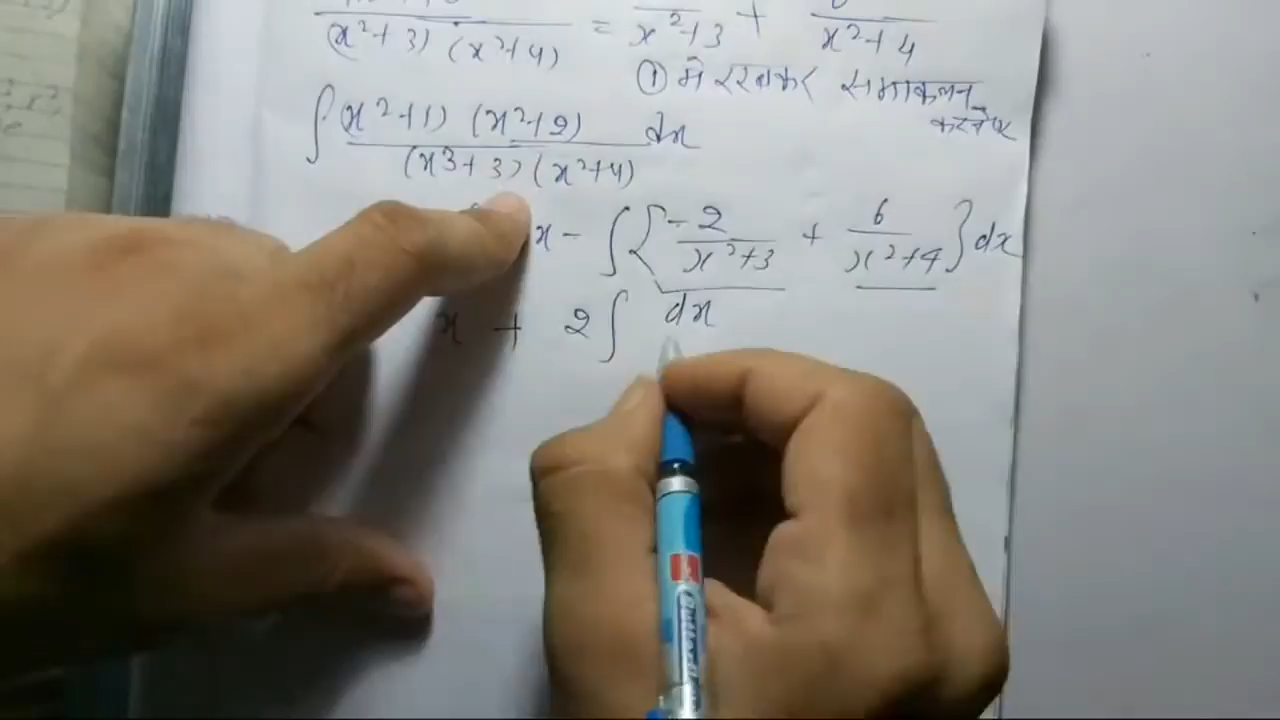 (x²+3) (x²+4) = x²+3 + x²+4
① मे रखकर समाकलन
करने पर
∫ (x²+1) (x²+2) dx
(x3+3) (x²+4)
x - ∫ { -2/x²+3 + 6/x²+4 } dx
x + 2 ∫ dx